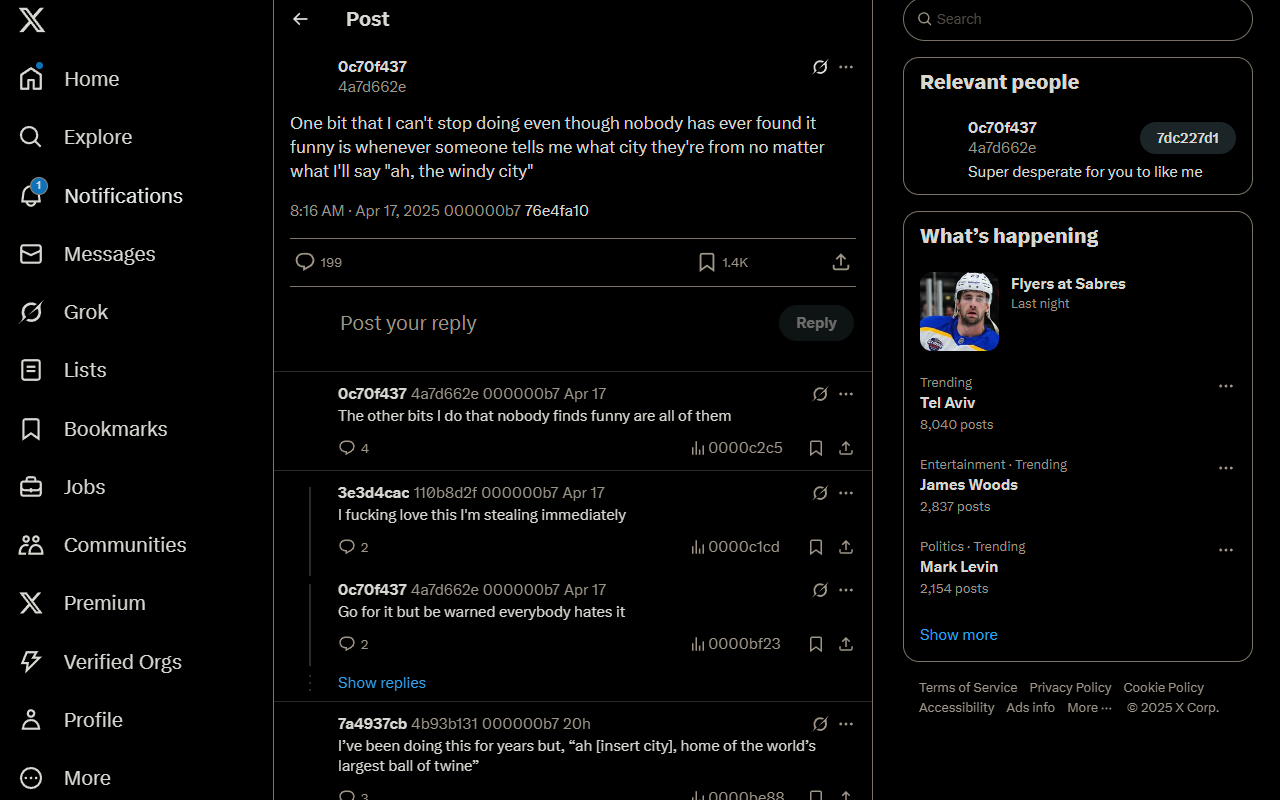 Home
Explore
1
Notifications
Messages
Grok
Lists
Bookmarks
Jobs
Communities
Premium
Verified Orgs
Profile
More
Post
0c70f437
4a7d662e
One bit that I can't stop doing even though nobody has ever found it
funny is whenever someone tells me what city they're from no matter
what I'll say "ah, the windy city"
8:16 AM · Apr 17, 2025 000000b7 76e4fa10
199
1.4K
Post your reply
Reply
0c70f437 4a7d662e 000000b7 Apr 17
The other bits I do that nobody finds funny are all of them
4
0000c2c5
3e3d4cac 110b8d2f 000000b7 Apr 17
I fucking love this I'm stealing immediately
2
0000c1cd
0c70f437 4a7d662e 000000b7 Apr 17
Go for it but be warned everybody hates it
2
0000bf23
Show replies
7a4937cb 4b93b131 000000b7 20h
I’ve been doing this for years but, “ah [insert city], home of the world’s
largest ball of twine”
3
0000be88
Search
Relevant people
0c70f437
4a7d662e
7dc227d1
Super desperate for you to like me
What’s happening
Flyers at Sabres
Last night
Trending
Tel Aviv
8,040 posts
Entertainment · Trending
James Woods
2,837 posts
Politics · Trending
Mark Levin
2,154 posts
Show more
Terms of Service Privacy Policy Cookie Policy
Accessibility Ads info More ··· © 2025 X Corp.